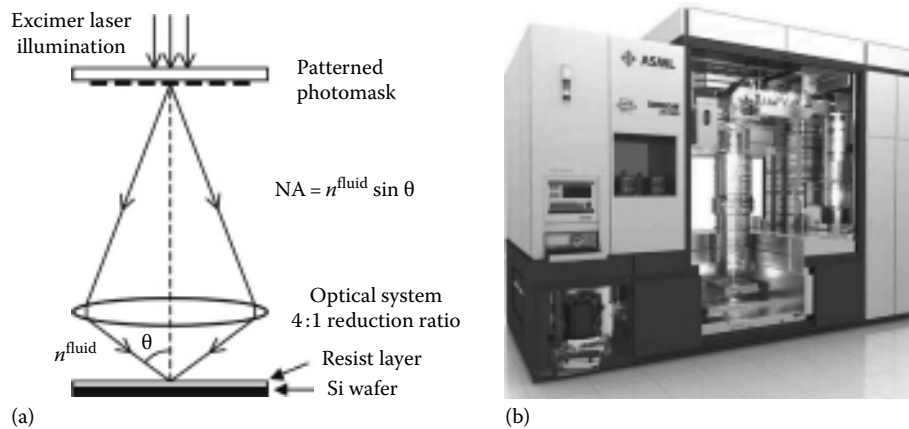 Excimer laser
illumination
Patterned
photomask
NA = n^fluid sin θ
Optical system
4:1 reduction ratio
n^fluid
θ
Resist layer
Si wafer
(a)
ASML
(b)